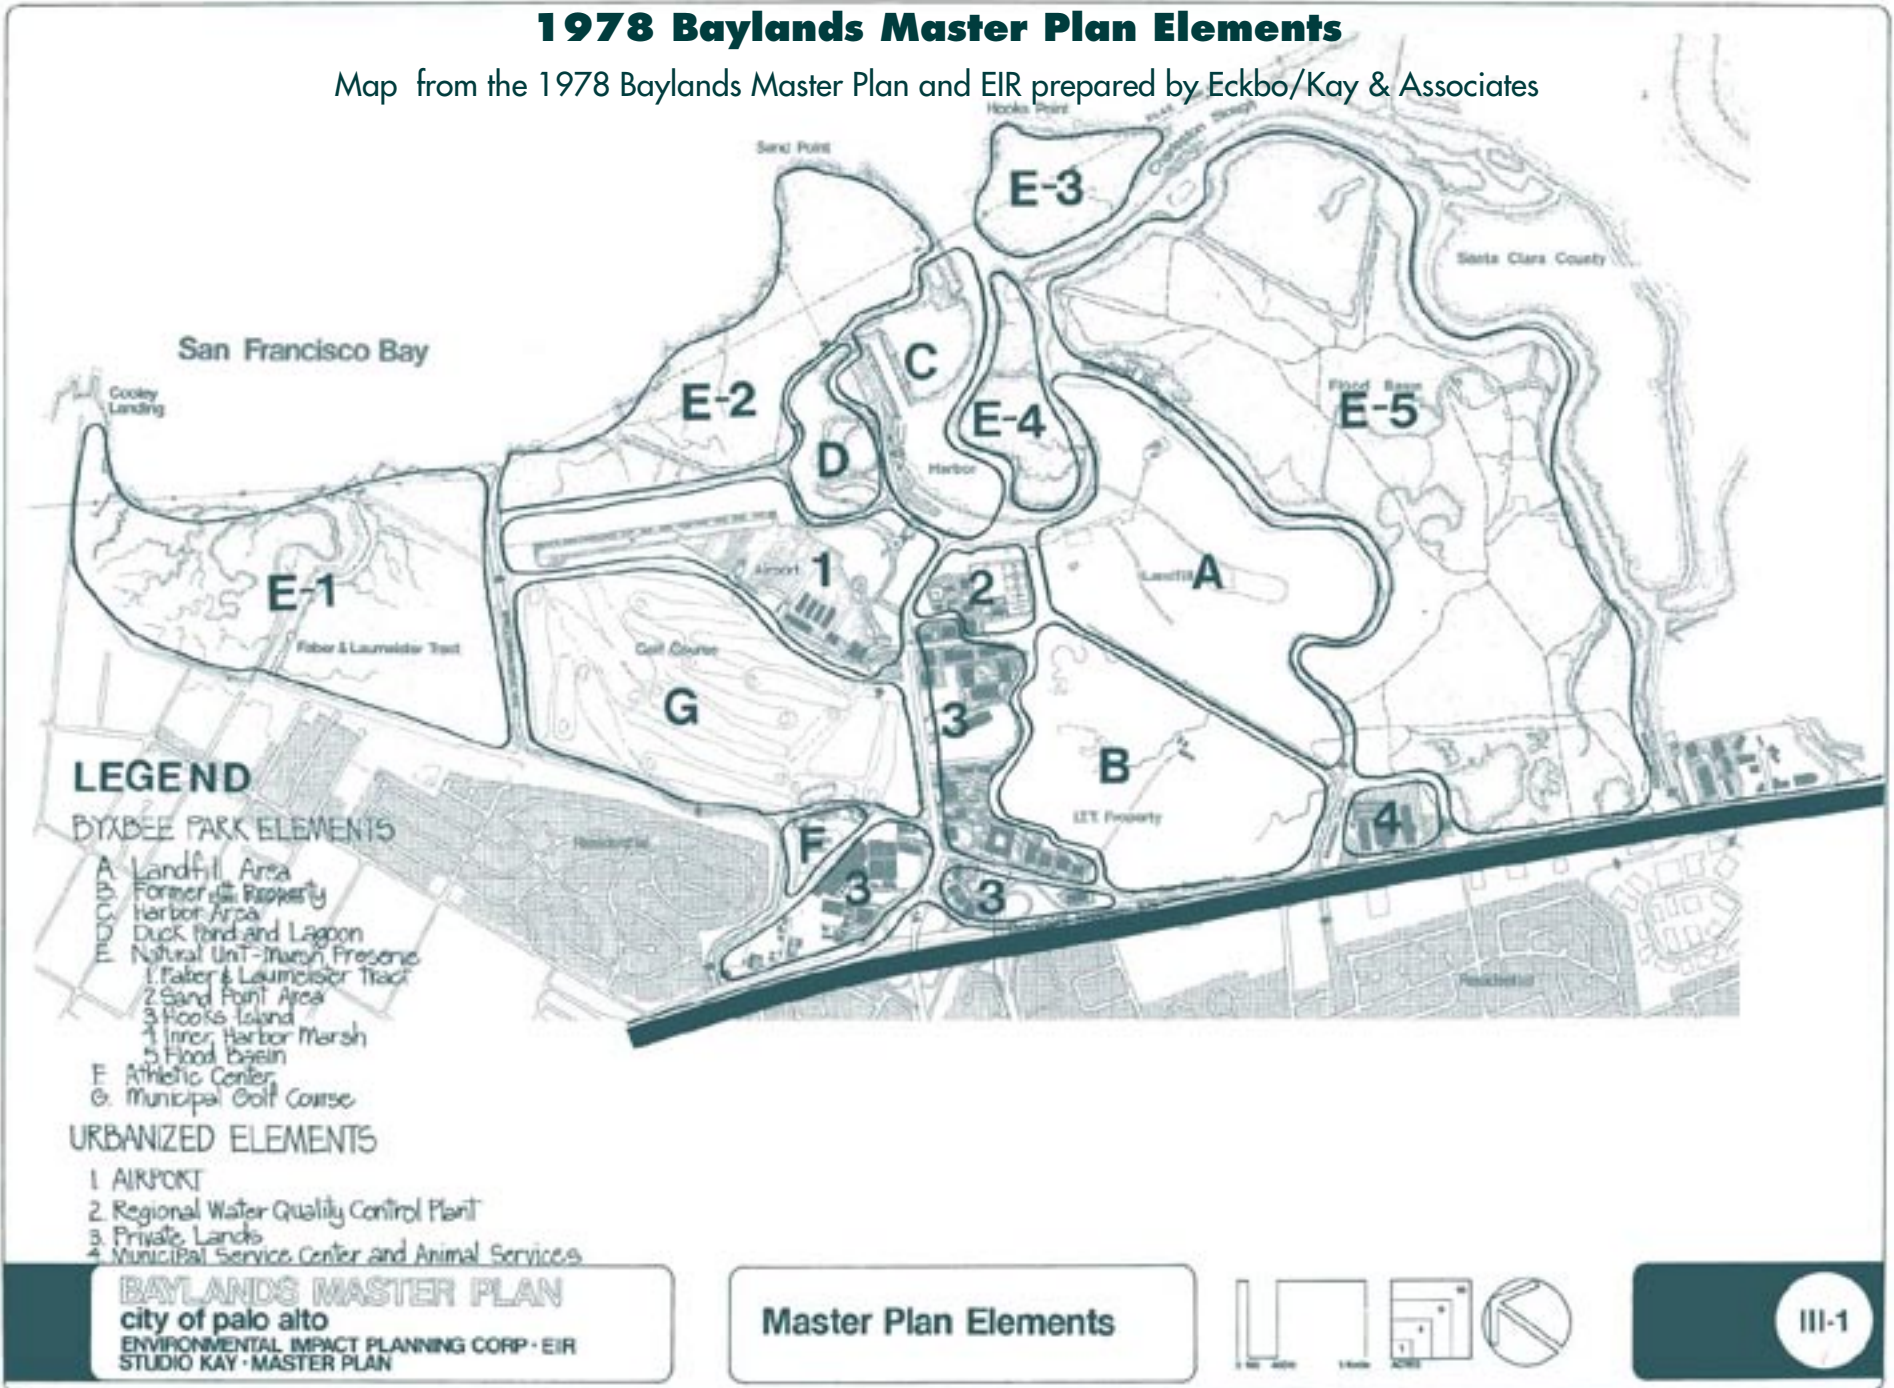 1978 Baylands Master Plan Elements
Map from the 1978 Baylands Master Plan and EIR prepared by Eckbo/Kay & Associates
Hooks Point
Charleston Slough
Sand Point
E-3
Santa Clara County
San Francisco Bay
C
Cooley
Landing
E-2
E-4
Flood Basin
E-5
D
Harbor
Airport
1
2
Landfill
A
E-1
Faber & Laumeister Tract
Golf Course
G
3
B
I.T.T. Property
4
Residential
F
3
3
Residential
LEGEND
BYXBEE PARK ELEMENTS
A. Landfill Area
B. Former Property
C. Harbor Area
D. Duck Pond and Lagoon
E. Natural Unit-Marsh Preserve
1. Faber & Laumeister Tract
2. Sand Point Area
3. Hooks Island
4. Inner Harbor Marsh
5. Flood Basin
F. Athletic Center
G. Municipal Golf Course
URBANIZED ELEMENTS
1. AIRPORT
2. Regional Water Quality Control Plant
3. Private Lands
4. Municipal Service Center and Animal Services
BAYLANDS MASTER PLAN
city of palo alto
ENVIRONMENTAL IMPACT PLANNING CORP · EIR
STUDIO KAY · MASTER PLAN
Master Plan Elements
ACRES
III-1